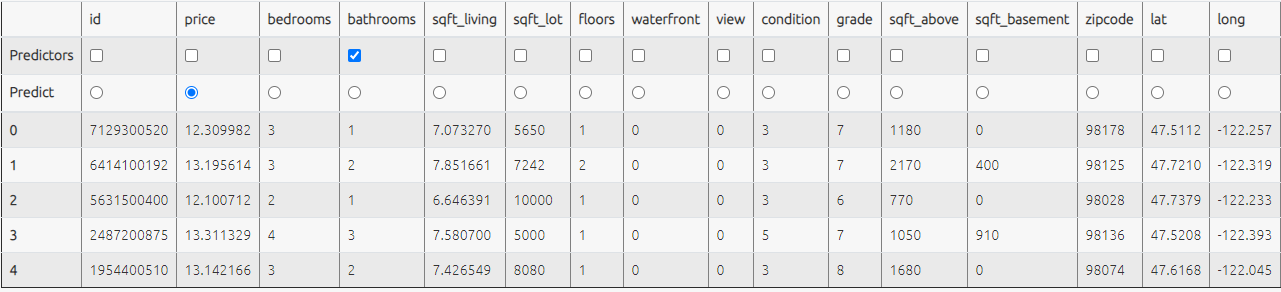 id price bedrooms bathrooms sqft_living sqft_lot floors waterfront view condition grade sqft_above sqft_basement zipcode lat long
Predictors
Predict
0 7129300520 12.309982 3 1 7.073270 5650 1 0 0 3 7 1180 0 98178 47.5112 -122.257
1 6414100192 13.195614 3 2 7.851661 7242 2 0 0 3 7 2170 400 98125 47.7210 -122.319
2 5631500400 12.100712 2 1 6.646391 10000 1 0 0 3 6 770 0 98028 47.7379 -122.233
3 2487200875 13.311329 4 3 7.580700 5000 1 0 0 5 7 1050 910 98136 47.5208 -122.393
4 1954400510 13.142166 3 2 7.426549 8080 1 0 0 3 8 1680 0 98074 47.6168 -122.045